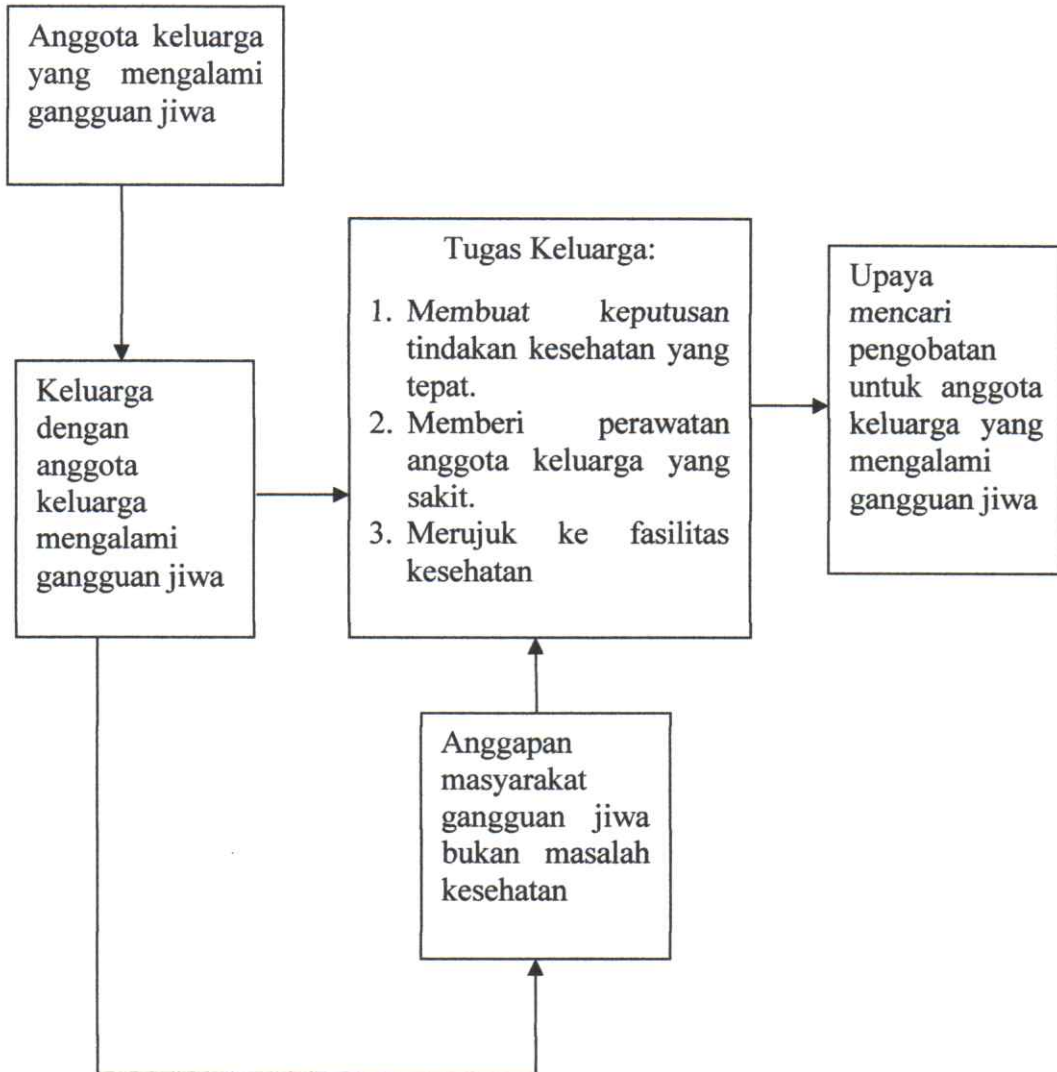 Anggota keluarga
yang mengalami
gangguan jiwa
Tugas Keluarga:
1. Membuat keputusan
tindakan kesehatan yang
tepat.
2. Memberi perawatan
anggota keluarga yang
sakit.
3. Merujuk ke fasilitas
kesehatan
Upaya
mencari
pengobatan
untuk anggota
keluarga yang
mengalami
gangguan jiwa
Keluarga
dengan
anggota
keluarga
mengalami
gangguan jiwa
Anggapan
masyarakat
gangguan jiwa
bukan masalah
kesehatan